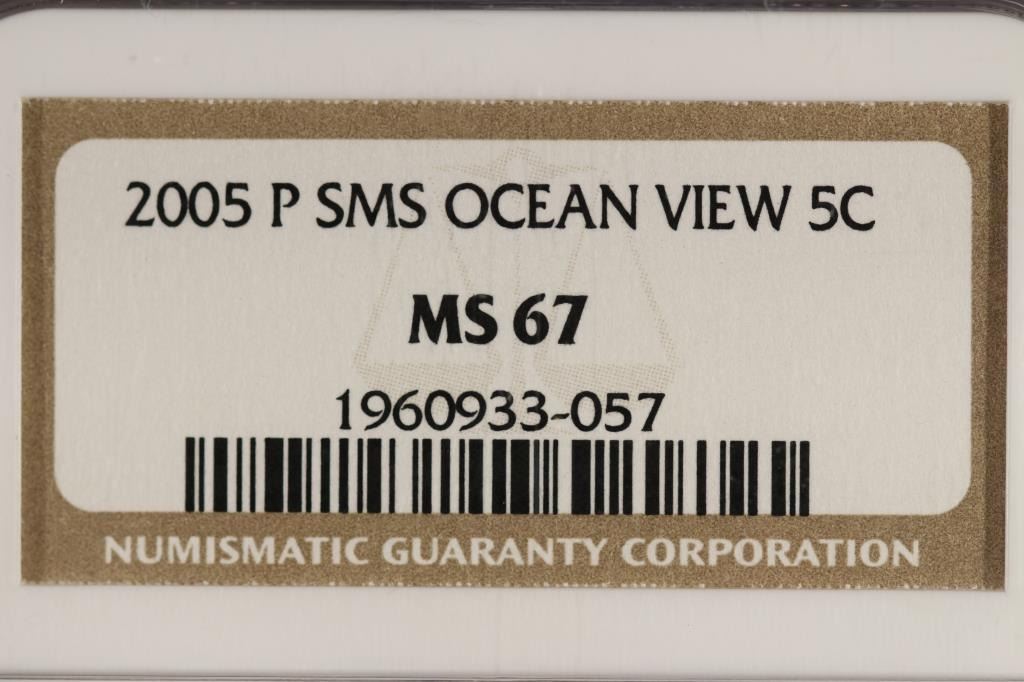 2005 P SMS OCEAN VIEW 5C
MS 67
1960933-057
NUMISMATIC GUARANTY CORPORATION